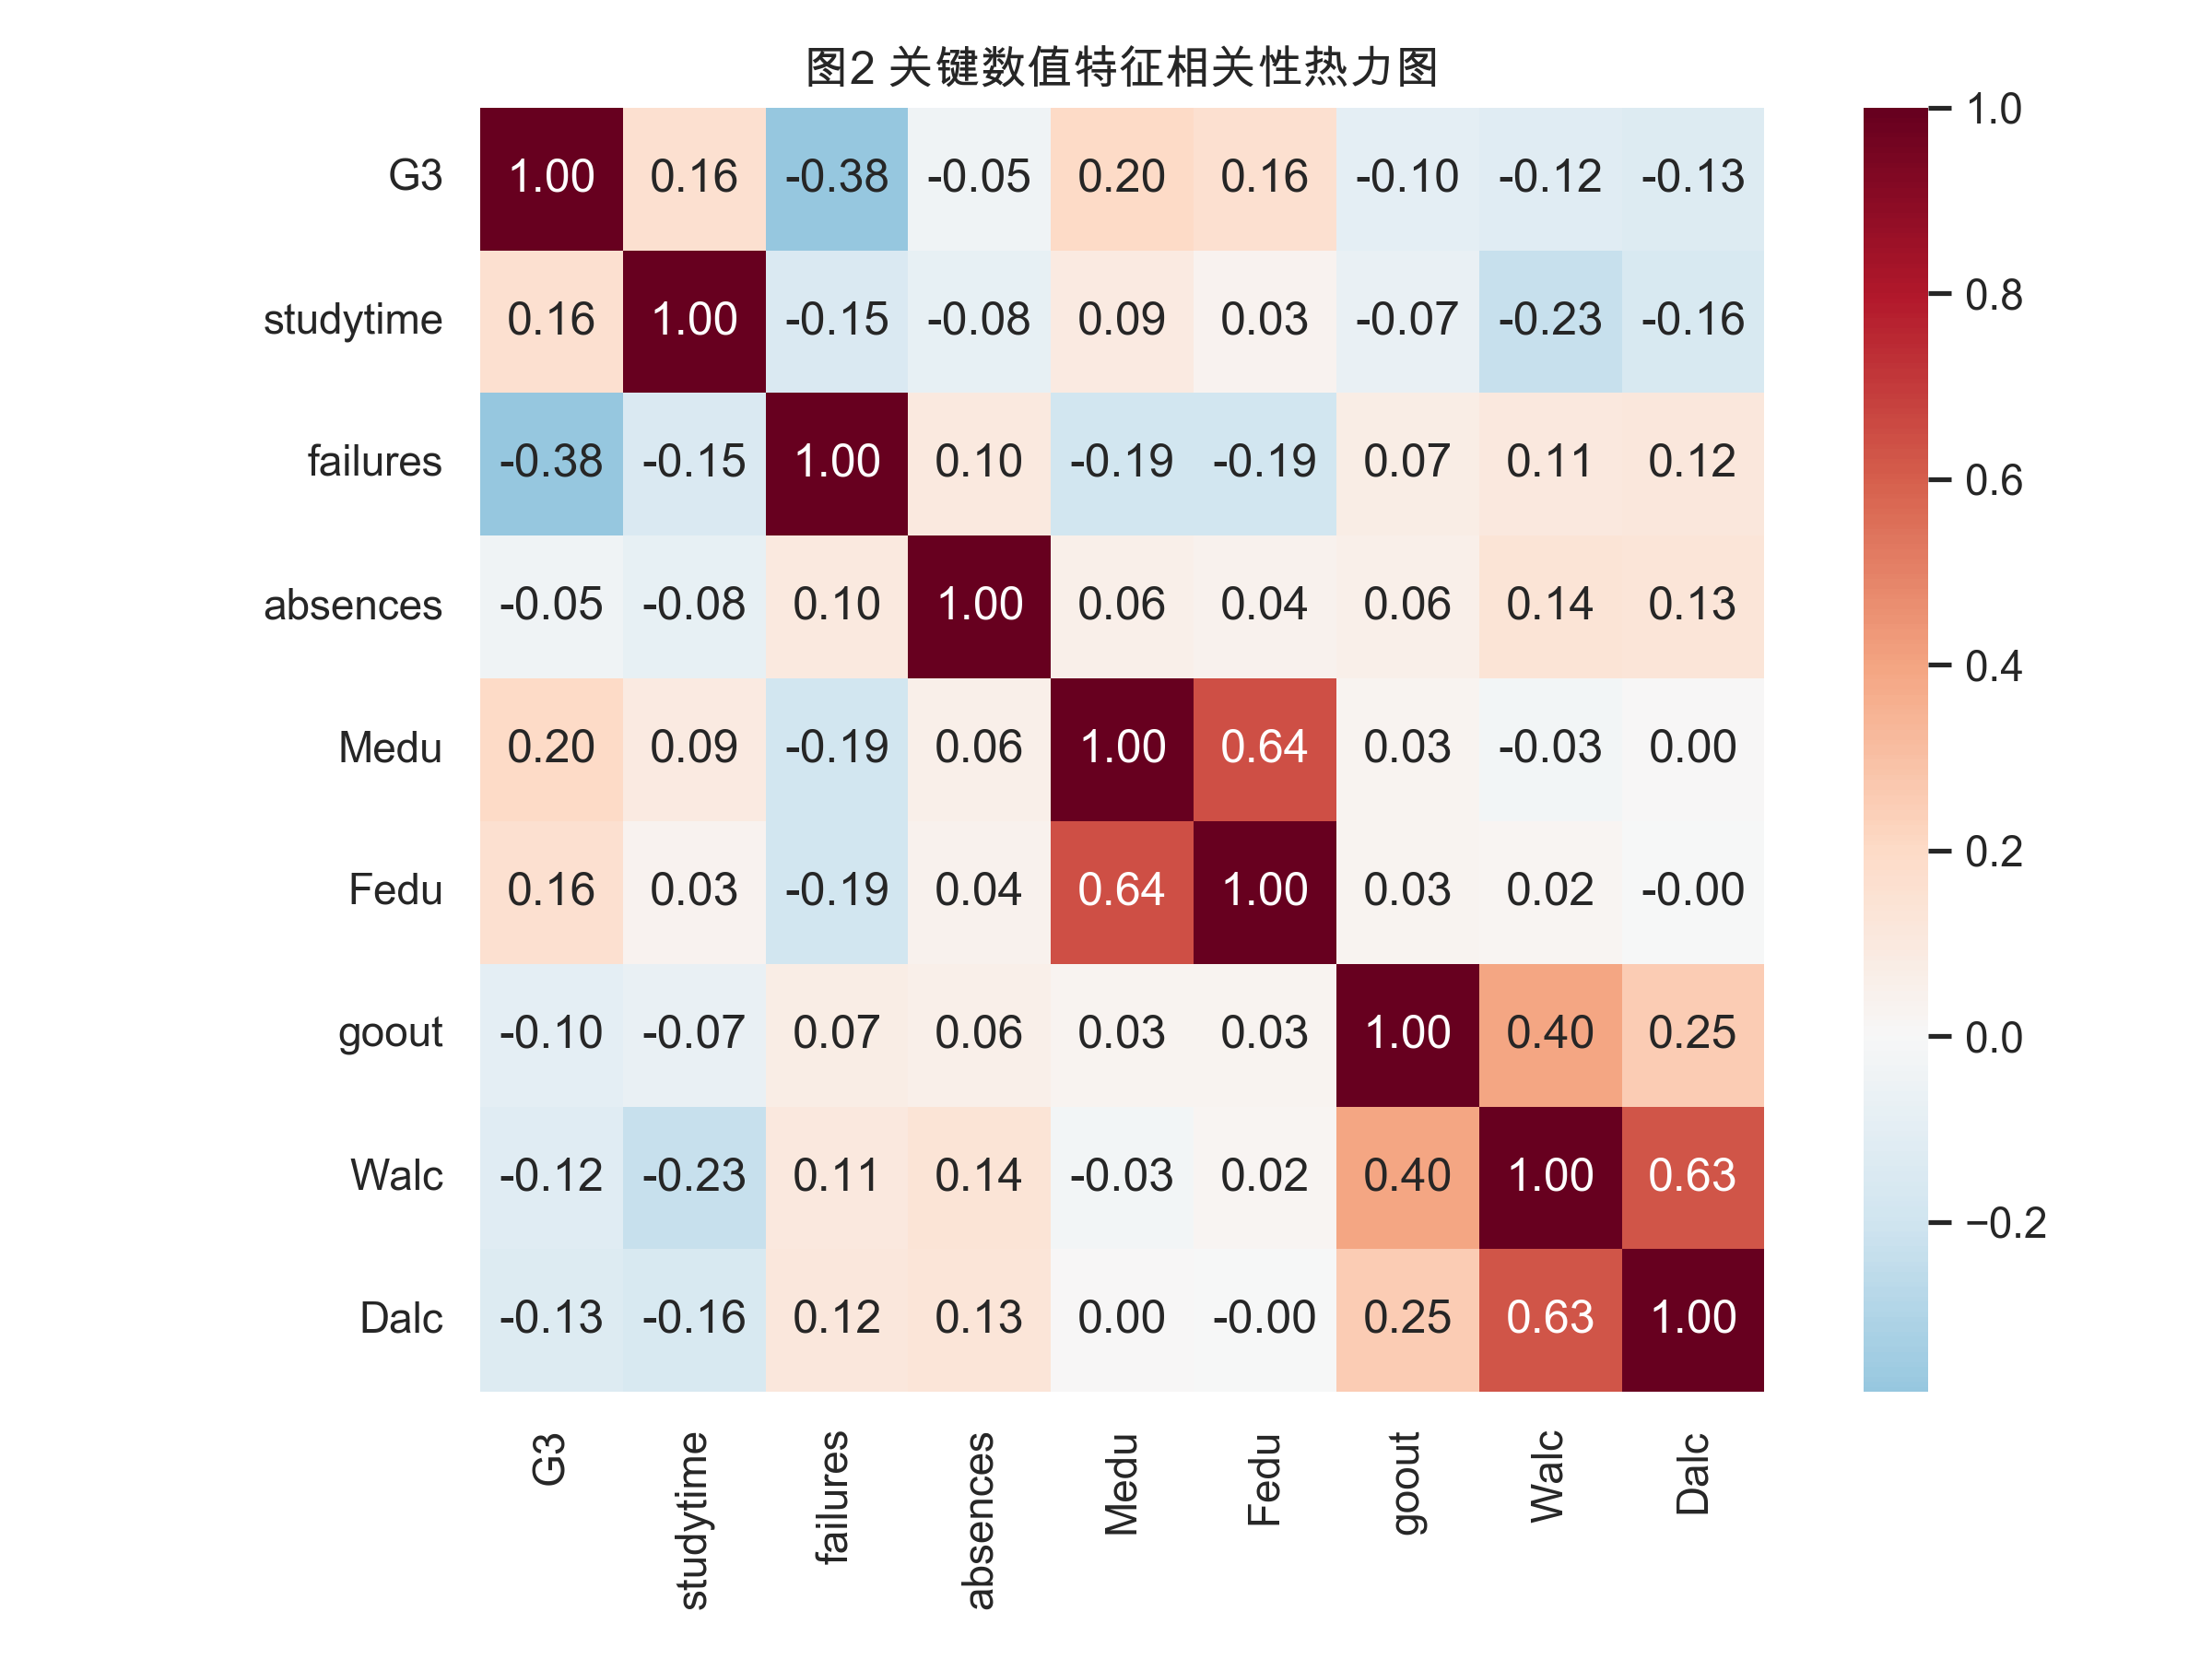 图2 关键数值特征相关性热力图
G3 1.00 0.16 -0.38 -0.05 0.20 0.16 -0.10 -0.12 -0.13
studytime 0.16 1.00 -0.15 -0.08 0.09 0.03 -0.07 -0.23 -0.16
failures -0.38 -0.15 1.00 0.10 -0.19 -0.19 0.07 0.11 0.12
absences -0.05 -0.08 0.10 1.00 0.06 0.04 0.06 0.14 0.13
Medu 0.20 0.09 -0.19 0.06 1.00 0.64 0.03 -0.03 0.00
Fedu 0.16 0.03 -0.19 0.04 0.64 1.00 0.03 0.02 -0.00
goout -0.10 -0.07 0.07 0.06 0.03 0.03 1.00 0.40 0.25
Walc -0.12 -0.23 0.11 0.14 -0.03 0.02 0.40 1.00 0.63
Dalc -0.13 -0.16 0.12 0.13 0.00 -0.00 0.25 0.63 1.00
G3 studytime failures absences Medu Fedu goout Walc Dalc
1.0
0.8
0.6
0.4
0.2
0.0
−0.2